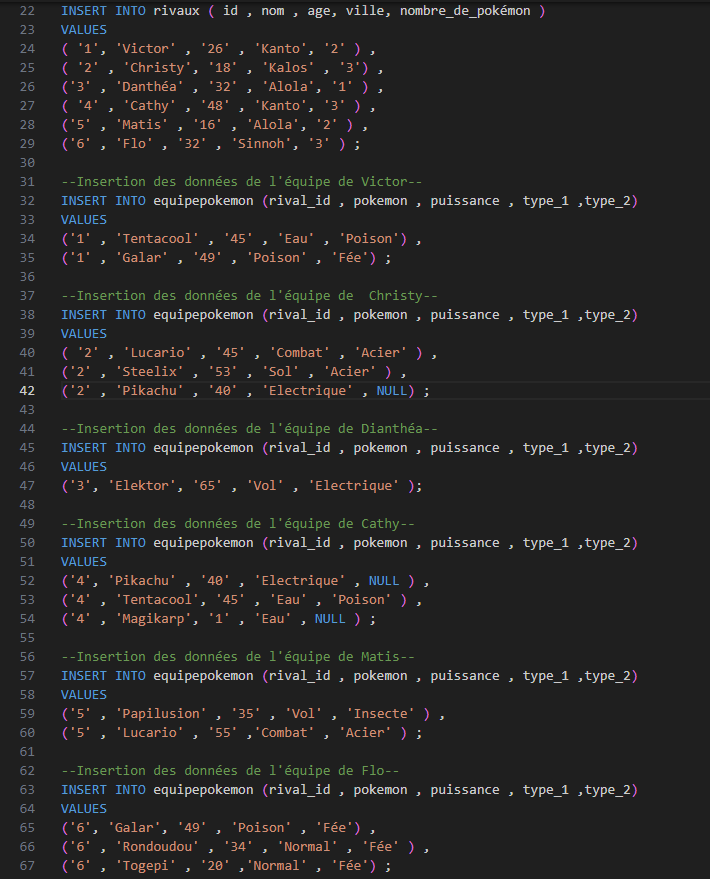 22 INSERT INTO rivaux ( id , nom , age, ville, nombre_de_pokémon )
23 VALUES
24 ( '1', 'Victor' , '26' , 'Kanto', '2' ) ,
25 ( '2' , 'Christy', '18' , 'Kalos' , '3') ,
26 ('3' , 'Danthéa' , '32' , 'Alola', '1' ) ,
27 ( '4' , 'Cathy' , '48' , 'Kanto', '3' ) ,
28 ('5' , 'Matis' , '16' , 'Alola', '2' ) ,
29 ('6' , 'Flo' , '32' , 'Sinnoh', '3' ) ;
30
31 --Insertion des données de l'équipe de Victor--
32 INSERT INTO equipepokemon (rival_id , pokemon , puissance , type_1 ,type_2)
33 VALUES
34 ('1' , 'Tentacool' , '45' , 'Eau' , 'Poison') ,
35 ('1' , 'Galar' , '49' , 'Poison' , 'Fée') ;
36
37 --Insertion des données de l'équipe de  Christy--
38 INSERT INTO equipepokemon (rival_id , pokemon , puissance , type_1 ,type_2)
39 VALUES
40 ( '2' , 'Lucario' , '45' , 'Combat' , 'Acier' ) ,
41 ('2' , 'Steelix' , '53' , 'Sol' , 'Acier' ) ,
42 ('2' , 'Pikachu' , '40' , 'Electrique' , NULL) ;
43
44 --Insertion des données de l'équipe de Dianthéa--
45 INSERT INTO equipepokemon (rival_id , pokemon , puissance , type_1 ,type_2)
46 VALUES
47 ('3', 'Elektor', '65' , 'Vol' , 'Electrique' );
48
49 --Insertion des données de l'équipe de Cathy--
50 INSERT INTO equipepokemon (rival_id , pokemon , puissance , type_1 ,type_2)
51 VALUES
52 ('4', 'Pikachu' , '40' , 'Electrique' , NULL ) ,
53 ('4' , 'Tentacool', '45' , 'Eau' , 'Poison' ) ,
54 ('4' , 'Magikarp', '1' , 'Eau' , NULL ) ;
55
56 --Insertion des données de l'équipe de Matis--
57 INSERT INTO equipepokemon (rival_id , pokemon , puissance , type_1 ,type_2)
58 VALUES
59 ('5' , 'Papilusion' , '35' , 'Vol' , 'Insecte' ) ,
60 ('5' , 'Lucario' , '55' ,'Combat' , 'Acier' ) ;
61
62 --Insertion des données de l'équipe de Flo--
63 INSERT INTO equipepokemon (rival_id , pokemon , puissance , type_1 ,type_2)
64 VALUES
65 ('6', 'Galar', '49' , 'Poison' , 'Fée') ,
66 ('6' , 'Rondoudou' , '34' , 'Normal' , 'Fée' ) ,
67 ('6' , 'Togepi' , '20' ,'Normal' , 'Fée') ;